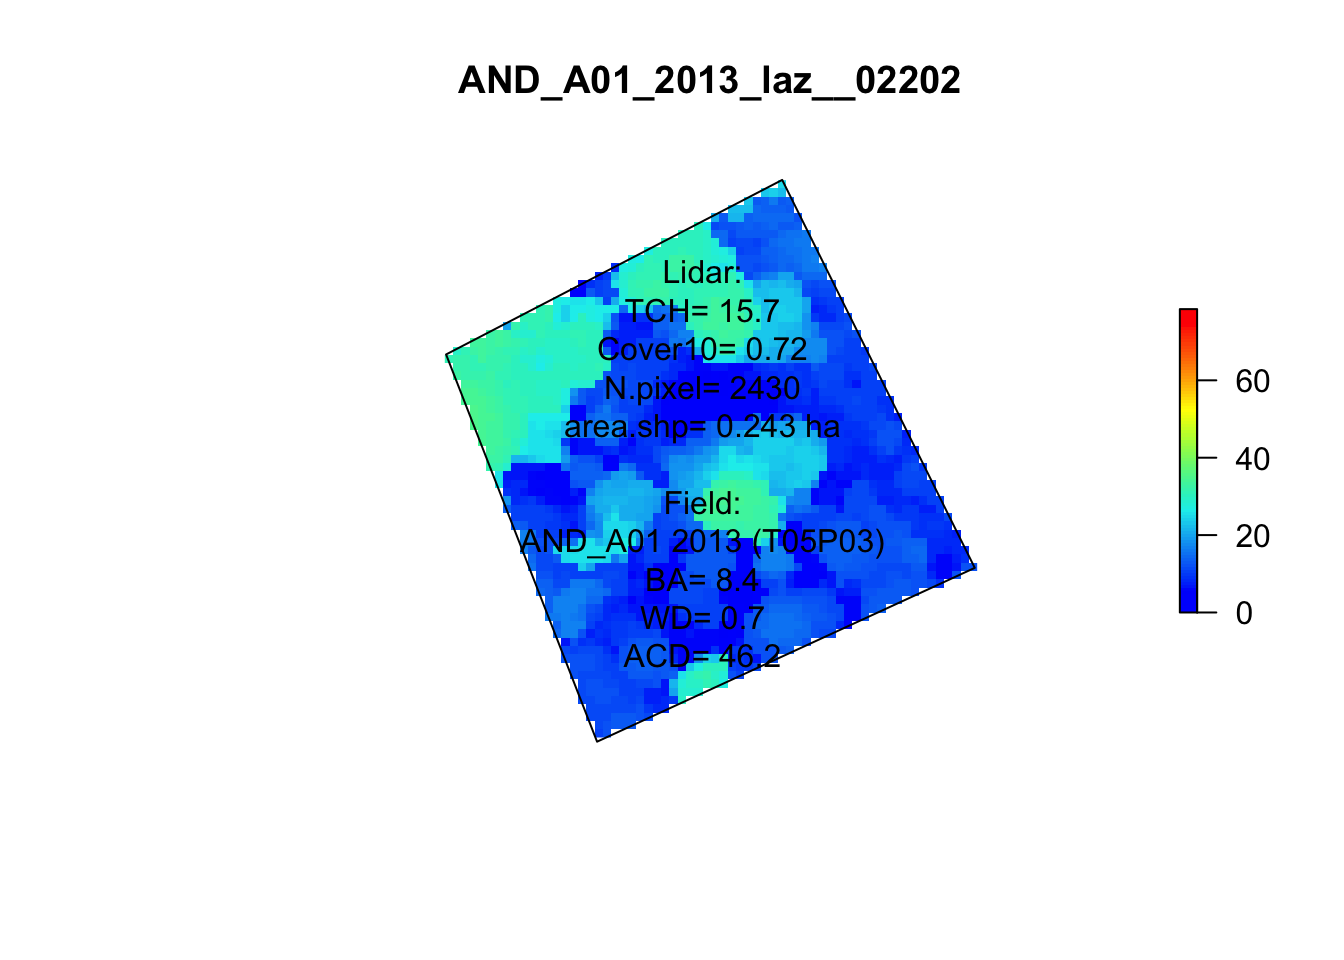 AND_A01_2013_laz__02202
Lidar:
TCH= 15.7
Cover10= 0.72
N.pixel= 2430
area.shp= 0.243 ha
Field:
AND_A01 2013 (T05P03)
BA= 8.4
WD= 0.7
ACD= 46.2
60
40
20
0